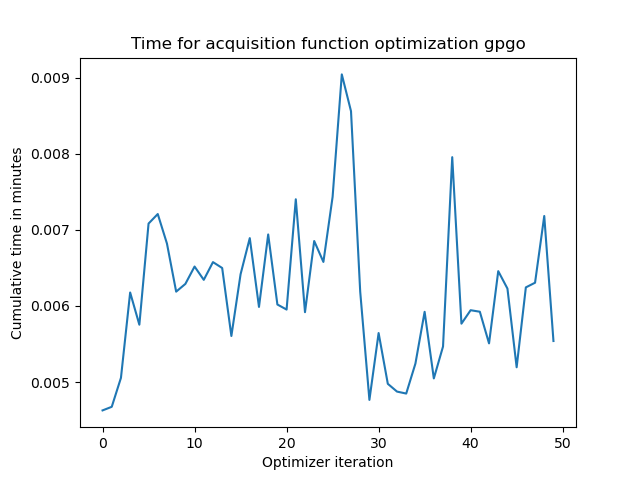 Time for acquisition function optimization gpgo
Cumulative time in minutes
0.009
0.008
0.007
0.006
0.005
0 10 20 30 40 50
Optimizer iteration